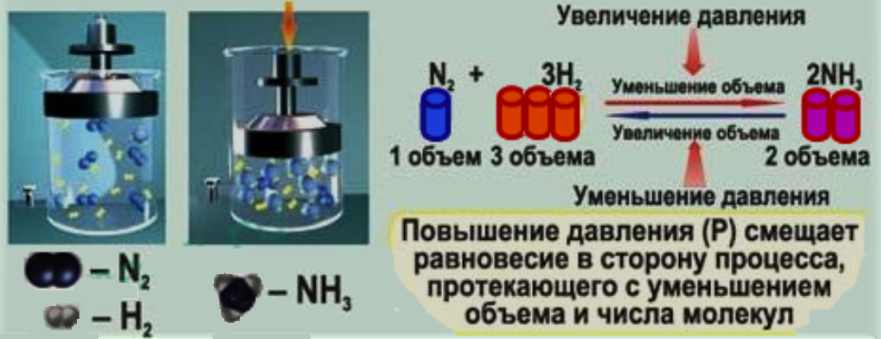 Увеличение давления
N₂ + 3H₂ 2NH₃
Уменьшение объема
Увеличение объема
1 объем 3 объема 2 объема
Уменьшение давления
Повышение давления (Р) смещает
равновесие в сторону процесса,
протекающего с уменьшением
объема и числа молекул
– N₂
– H₂
– NH₃